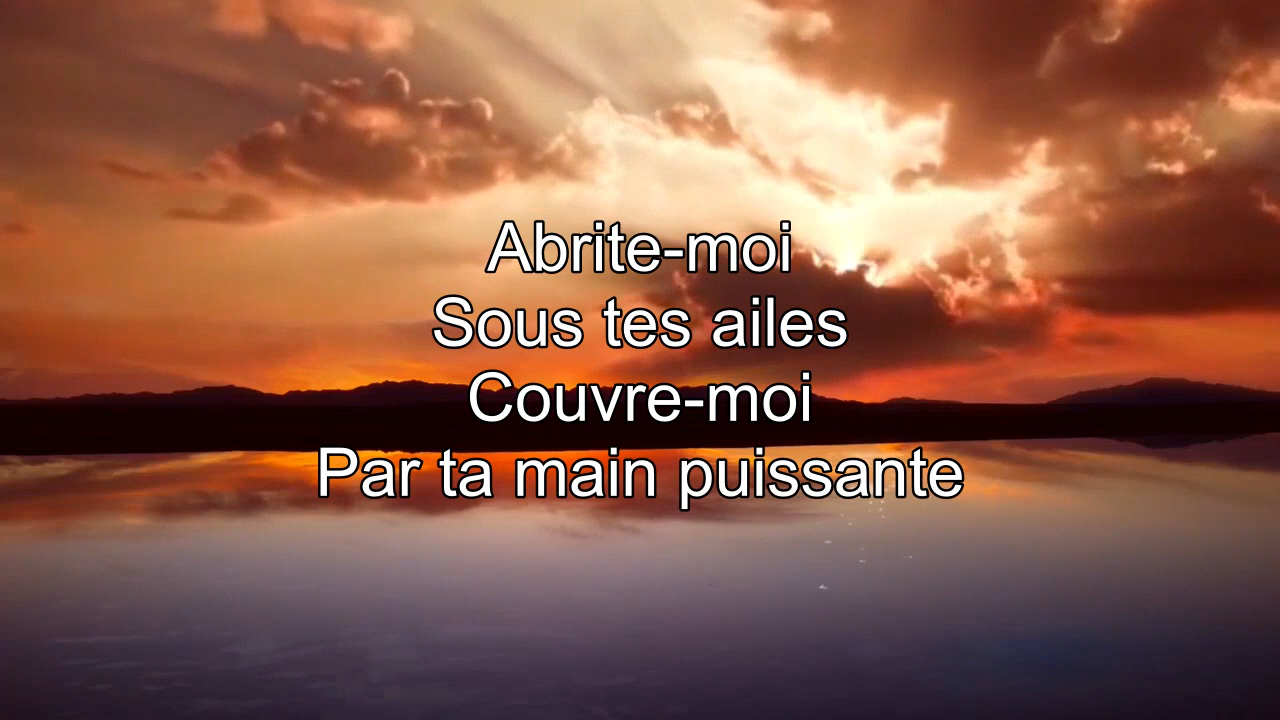 Abrite-moi
Sous tes ailes
Couvre-moi
Par ta main puissante